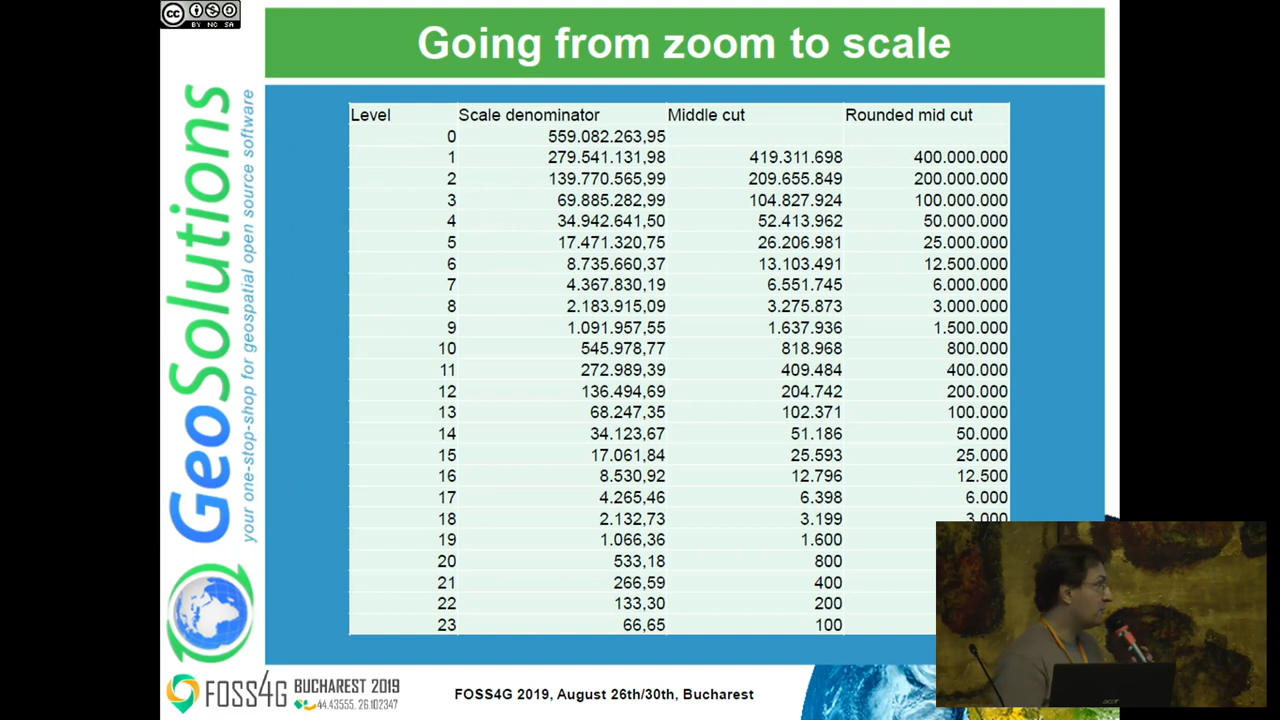 cc BY NC SA
Going from zoom to scale
GeoSolutions
your one-stop-shop for geospatial open source software
Level Scale denominator Middle cut Rounded mid cut
0 559.082.263,95
1 279.541.131,98 419.311.698 400.000.000
2 139.770.565,99 209.655.849 200.000.000
3 69.885.282,99 104.827.924 100.000.000
4 34.942.641,50 52.413.962 50.000.000
5 17.471.320,75 26.206.981 25.000.000
6 8.735.660,37 13.103.491 12.500.000
7 4.367.830,19 6.551.745 6.000.000
8 2.183.915,09 3.275.873 3.000.000
9 1.091.957,55 1.637.936 1.500.000
10 545.978,77 818.968 800.000
11 272.989,39 409.484 400.000
12 136.494,69 204.742 200.000
13 68.247,35 102.371 100.000
14 34.123,67 51.186 50.000
15 17.061,84 25.593 25.000
16 8.530,92 12.796 12.500
17 4.265,46 6.398 6.000
18 2.132,73 3.199 3.000
19 1.066,36 1.600
20 533,18 800
21 266,59 400
22 133,30 200
23 66,65 100
FOSS4G BUCHAREST 2019
44.43555, 26.102347
FOSS4G 2019, August 26th/30th, Bucharest
acer